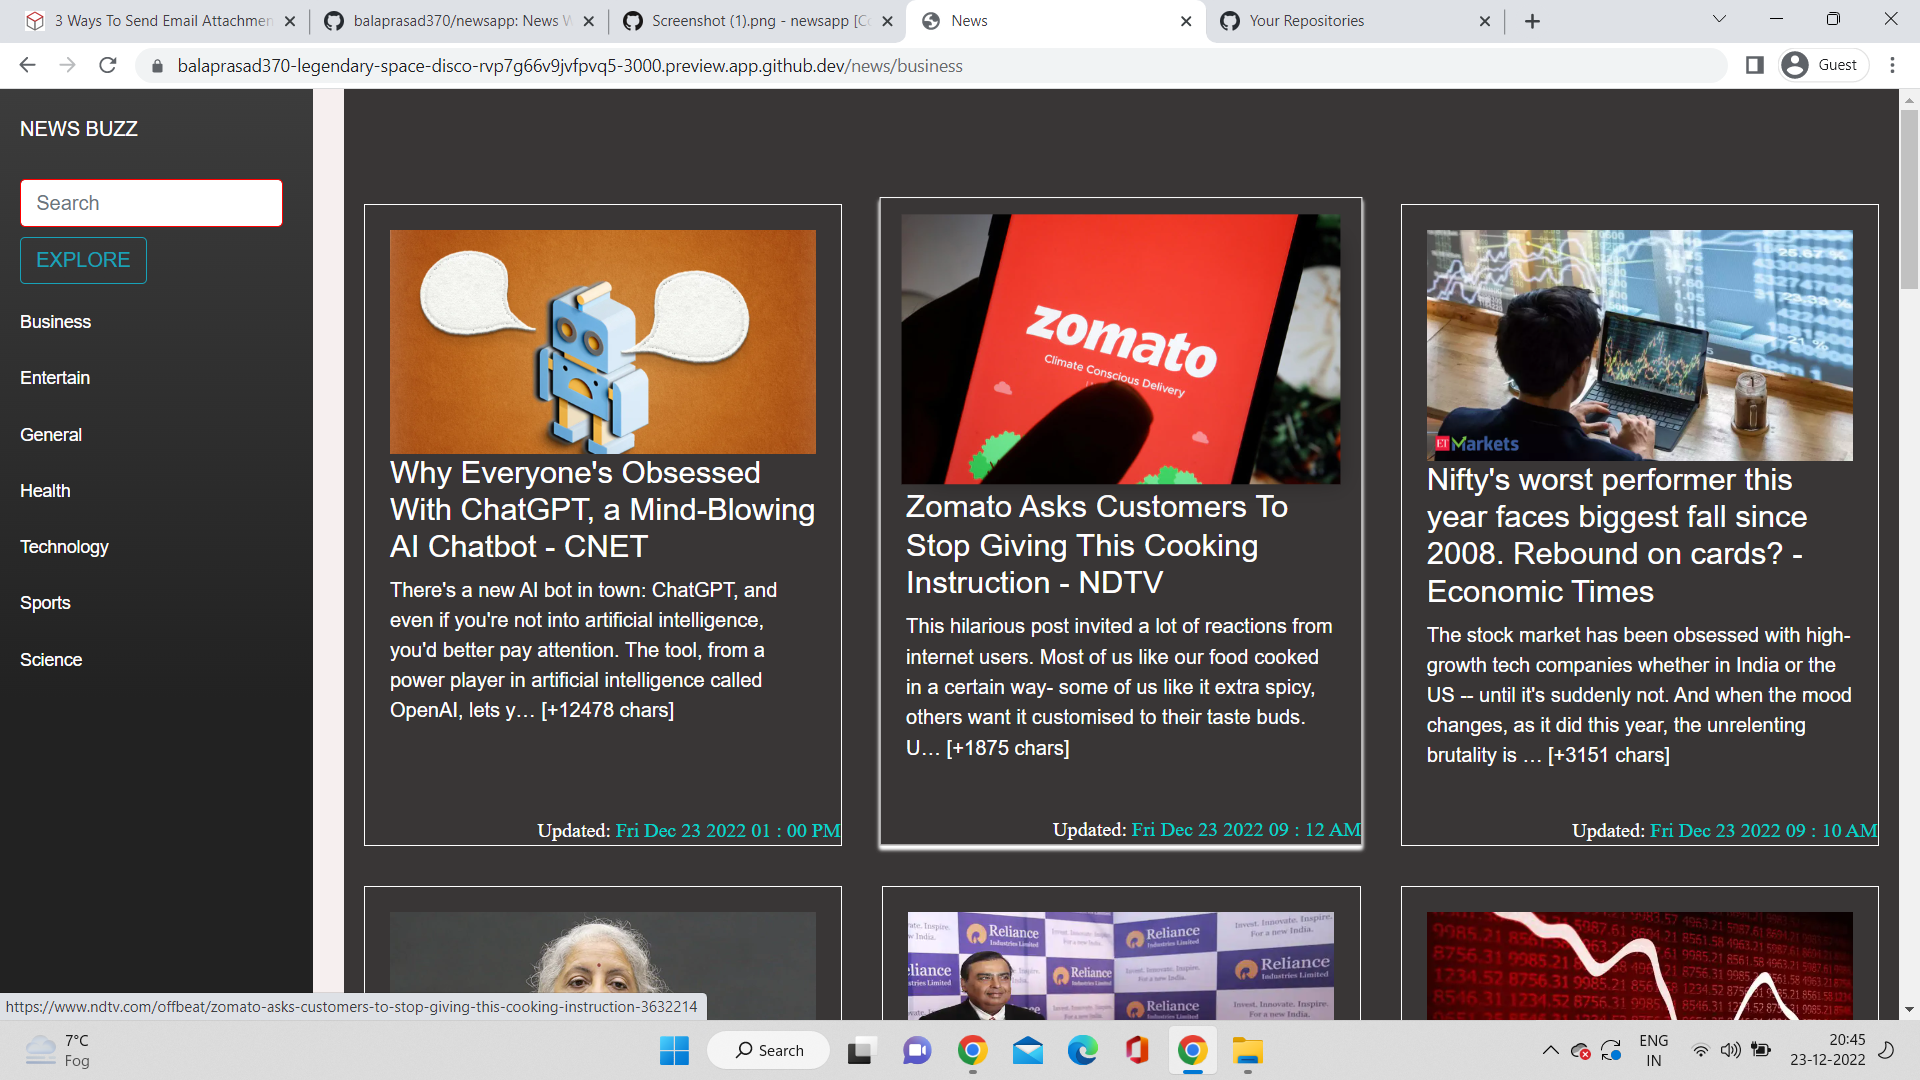 3 Ways To Send Email Attachmen
balaprasad370/newsapp: News W
Screenshot (1).png - newsapp [Co
News
Your Repositories
balaprasad370-legendary-space-disco-rvp7g66v9jvfpvq5-3000.preview.app.github.dev/news/business
Guest
NEWS BUZZ
Search
EXPLORE
Business
Entertain
General
Health
Technology
Sports
Science
Why Everyone's Obsessed
With ChatGPT, a Mind-Blowing
AI Chatbot - CNET
There's a new AI bot in town: ChatGPT, and
even if you're not into artificial intelligence,
you'd better pay attention. The tool, from a
power player in artificial intelligence called
OpenAI, lets y… [+12478 chars]
Updated: Fri Dec 23 2022 01 : 00 PM
zomato
Climate Conscious Delivery
Zomato Asks Customers To
Stop Giving This Cooking
Instruction - NDTV
This hilarious post invited a lot of reactions from
internet users. Most of us like our food cooked
in a certain way- some of us like it extra spicy,
others want it customised to their taste buds.
U… [+1875 chars]
Updated: Fri Dec 23 2022 09 : 12 AM
ET Markets
Nifty's worst performer this
year faces biggest fall since
2008. Rebound on cards? -
Economic Times
The stock market has been obsessed with high-
growth tech companies whether in India or the
US -- until it's suddenly not. And when the mood
changes, as it did this year, the unrelenting
brutality is … [+3151 chars]
Updated: Fri Dec 23 2022 09 : 10 AM
Reliance
Industries Limited
Reliance
Industries Limited
Invest. Innovate. Inspire.
For a new India.
Reliance
Industries Limited
Reliance
Industries Limited
Reliance
https://www.ndtv.com/offbeat/zomato-asks-customers-to-stop-giving-this-cooking-instruction-3632214
7°C
Fog
Search
ENG
IN
20:45
23-12-2022